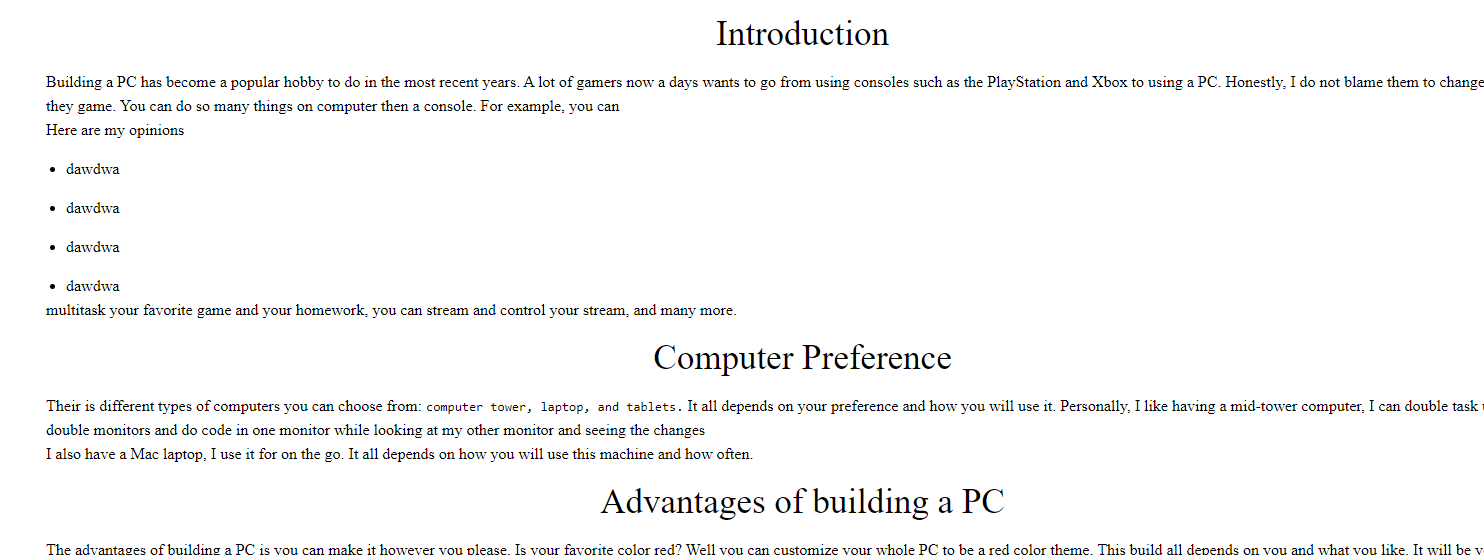 Introduction
Building a PC has become a popular hobby to do in the most recent years. A lot of gamers now a days wants to go from using consoles such as the PlayStation and Xbox to using a PC. Honestly, I do not blame them to change
they game. You can do so many things on computer then a console. For example, you can
Here are my opinions
• dawdwa
• dawdwa
• dawdwa
• dawdwa
multitask your favorite game and your homework, you can stream and control your stream, and many more.
Computer Preference
Their is different types of computers you can choose from: computer tower, laptop, and tablets. It all depends on your preference and how you will use it. Personally, I like having a mid-tower computer, I can double task
double monitors and do code in one monitor while looking at my other monitor and seeing the changes
I also have a Mac laptop, I use it for on the go. It all depends on how you will use this machine and how often.
Advantages of building a PC
The advantages of building a PC is you can make it however you please. Is your favorite color red? Well you can customize your whole PC to be a red color theme. This build all depends on you and what you like. It will be